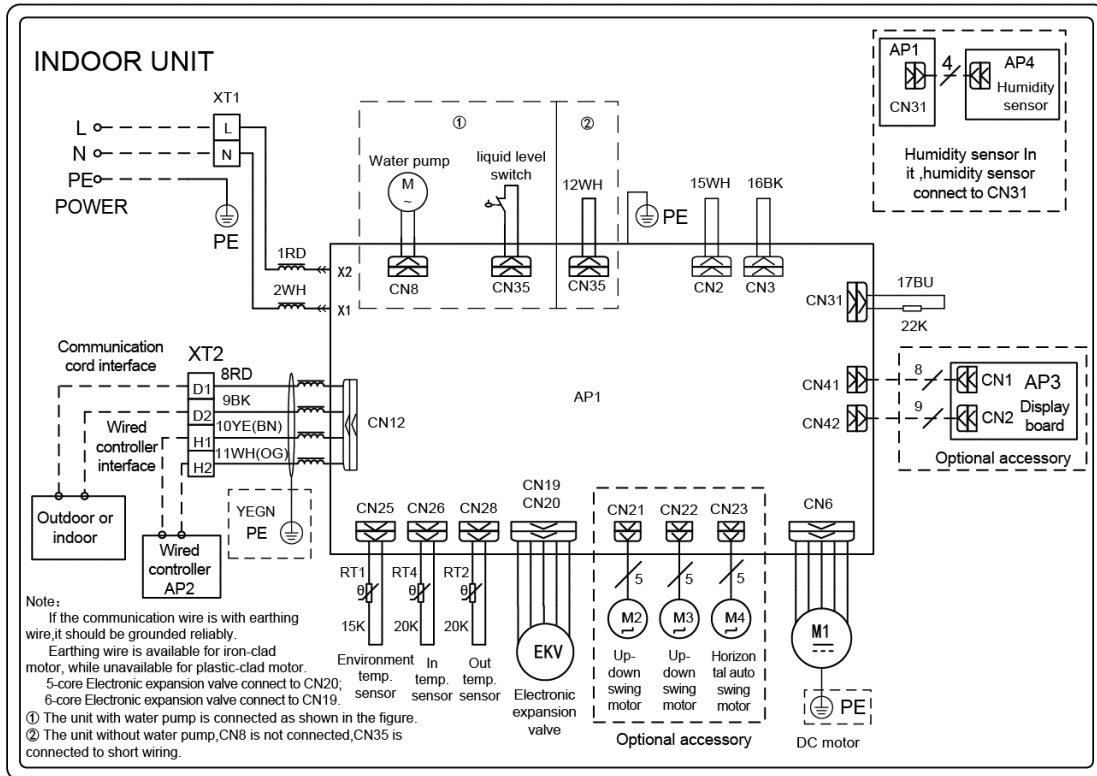 INDOOR UNIT
XT1
L
L
N
N
PE
POWER
PE
①
②
Water pump
M
~
liquid level
switch
12WH
PE
15WH
16BK
AP1
4
AP4
Humidity
sensor
CN31
Humidity sensor In
it ,humidity sensor
connect to CN31
1RD
X2
2WH
X1
CN8
CN35
CN35
CN2
CN3
CN31
17BU
22K
Communication
cord interface
XT2
8RD
D1
9BK
D2
10YE(BN)
H1
11WH(OG)
H2
Wired
controller
interface
CN12
AP1
CN41
8
CN1
AP3
CN42
9
CN2
Display
board
Optional accessory
Outdoor or
indoor
Wired
controller
AP2
YEGN
PE
CN25
CN26
CN28
CN19
CN20
CN21
CN22
CN23
CN6
RT1
RT4
RT2
θ
θ
θ
15K
20K
20K
5
5
5
EKV
M2
M3
M4
M1
Environment
temp.
sensor
In
temp.
sensor
Out
temp.
sensor
Electronic
expansion
valve
Up-
down
swing
motor
Up-
down
swing
motor
Horizon
tal auto
swing
motor
Optional accessory
PE
DC motor
Note：
If the communication wire is with earthing
wire,it should be grounded reliably.
Earthing wire is available for iron-clad
motor, while unavailable for plastic-clad motor.
5-core Electronic expansion valve connect to CN20;
6-core Electronic expansion valve connect to CN19.
① The unit with water pump is connected as shown in the figure.
② The unit without water pump,CN8 is not connected,CN35 is
connected to short wiring.